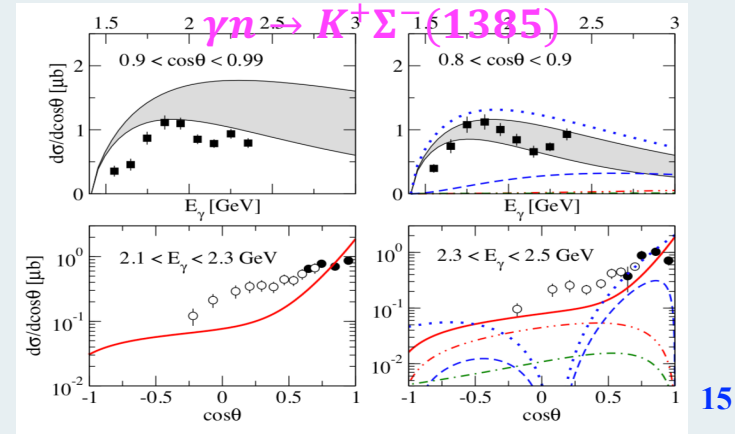 γn → K⁺Σ⁻(1385)
1.5 2 2.5 3 1.5 2 2.5 3
0.9 < cosθ < 0.99 0.8 < cosθ < 0.9
dσ/dcosθ [μb] dσ/dcosθ [μb]
2 2
1 1
0 0
E_γ [GeV] E_γ [GeV]
2.1 < E_γ < 2.3 GeV 2.3 < E_γ < 2.5 GeV
dσ/dcosθ [μb]
10⁰ 10⁰
10⁻¹ 10⁻¹
10⁻² 10⁻²
-1 -0.5 0 0.5 1 -1 -0.5 0 0.5 1
cosθ cosθ
15